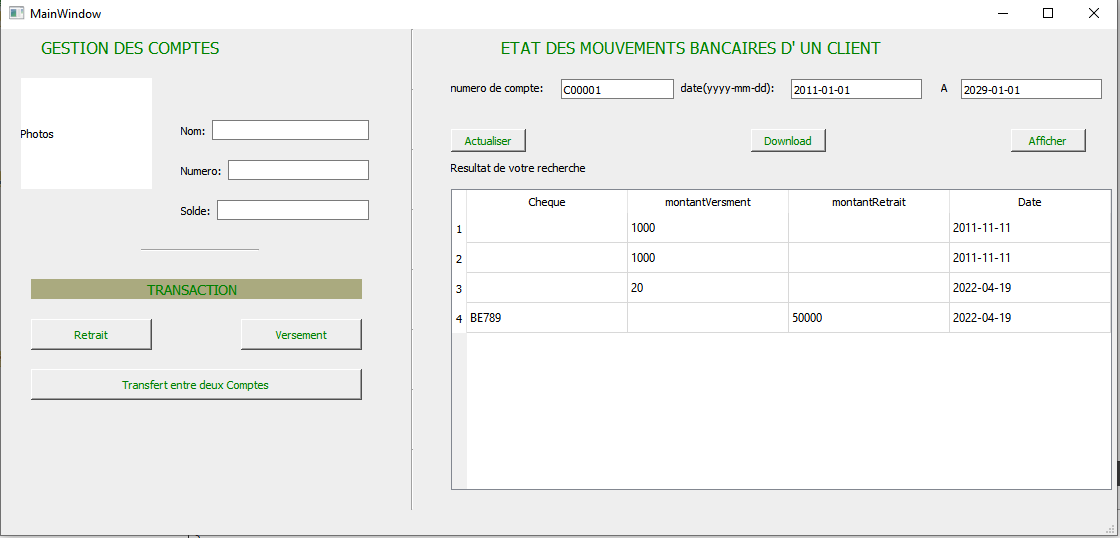 MainWindow
GESTION DES COMPTES
Photos
Nom:
Numero:
Solde:
TRANSACTION
Retrait Versement
Transfert entre deux Comptes
ETAT DES MOUVEMENTS BANCAIRES D' UN CLIENT
numero de compte: C00001 date(yyyy-mm-dd): 2011-01-01 A 2029-01-01
Actualiser Download Afficher
Resultat de votre recherche
Cheque montantVersment montantRetrait Date
1 1000 2011-11-11
2 1000 2011-11-11
3 20 2022-04-19
4 BE789 50000 2022-04-19